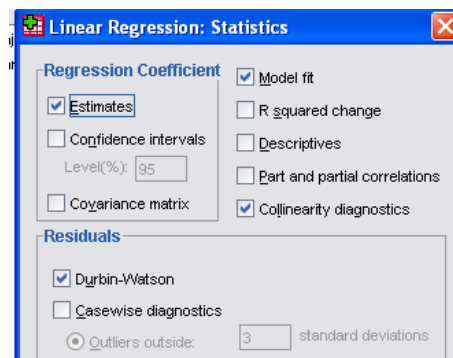 Linear Regression: Statistics
Regression Coefficient
Estimates
Confidence intervals
Level(%): 95
Covariance matrix
Model fit
R squared change
Descriptives
Part and partial correlations
Collinearity diagnostics
Residuals
Durbin-Watson
Casewise diagnostics
Outliers outside: 3 standard deviations